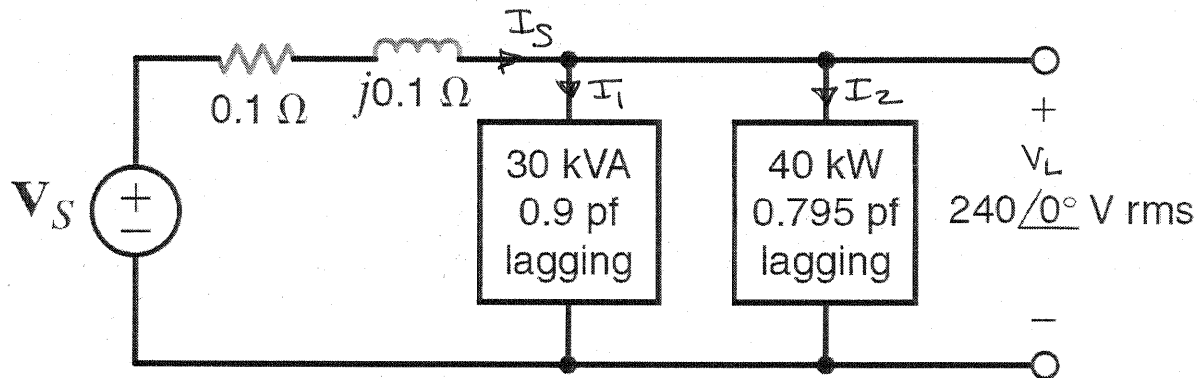 I_S
0.1 Ω
j0.1 Ω
I_1
I_2
+
V_S
+
−
30 kVA
0.9 pf
lagging
40 kW
0.795 pf
lagging
V_L
240/0° V rms
−